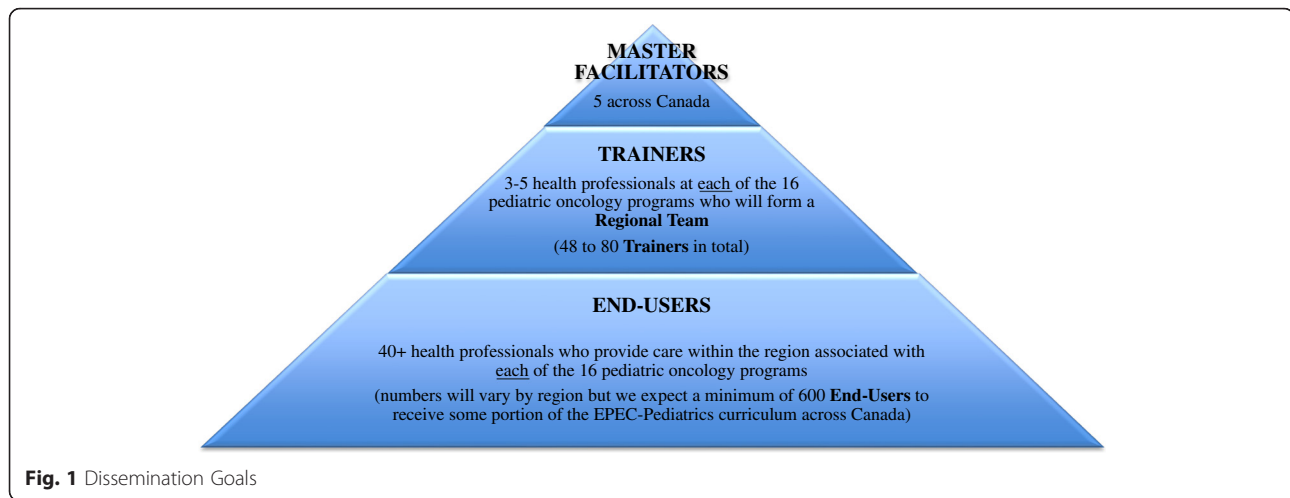 MASTER
FACILITATORS
5 across Canada
TRAINERS
3-5 health professionals at each of the 16
pediatric oncology programs who will form a
Regional Team
(48 to 80 Trainers in total)
END-USERS
40+ health professionals who provide care within the region associated with
each of the 16 pediatric oncology programs
(numbers will vary by region but we expect a minimum of 600 End-Users to
receive some portion of the EPEC-Pediatrics curriculum across Canada)
Fig. 1 Dissemination Goals